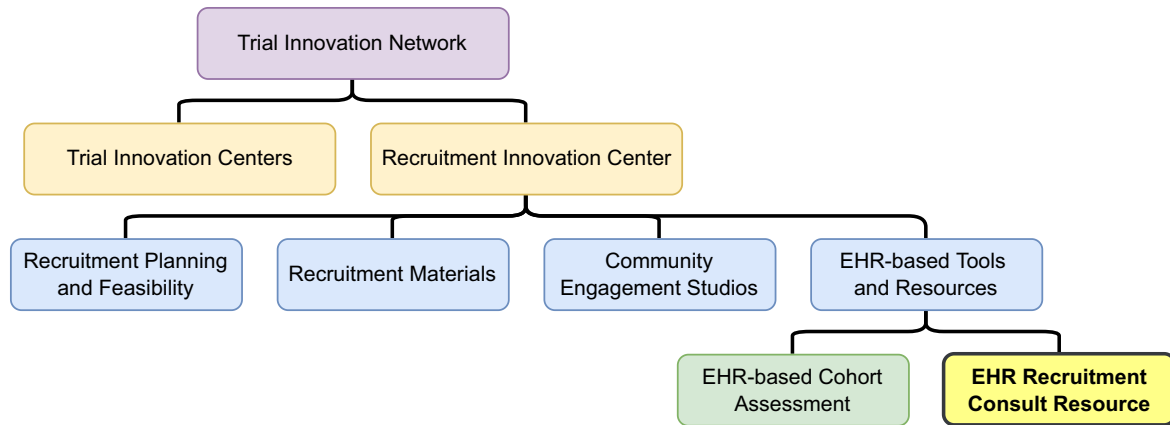 Trial Innovation Network
Trial Innovation Centers
Recruitment Innovation Center
Recruitment Planning
and Feasibility
Recruitment Materials
Community
Engagement Studios
EHR-based Tools
and Resources
EHR-based Cohort
Assessment
EHR Recruitment
Consult Resource